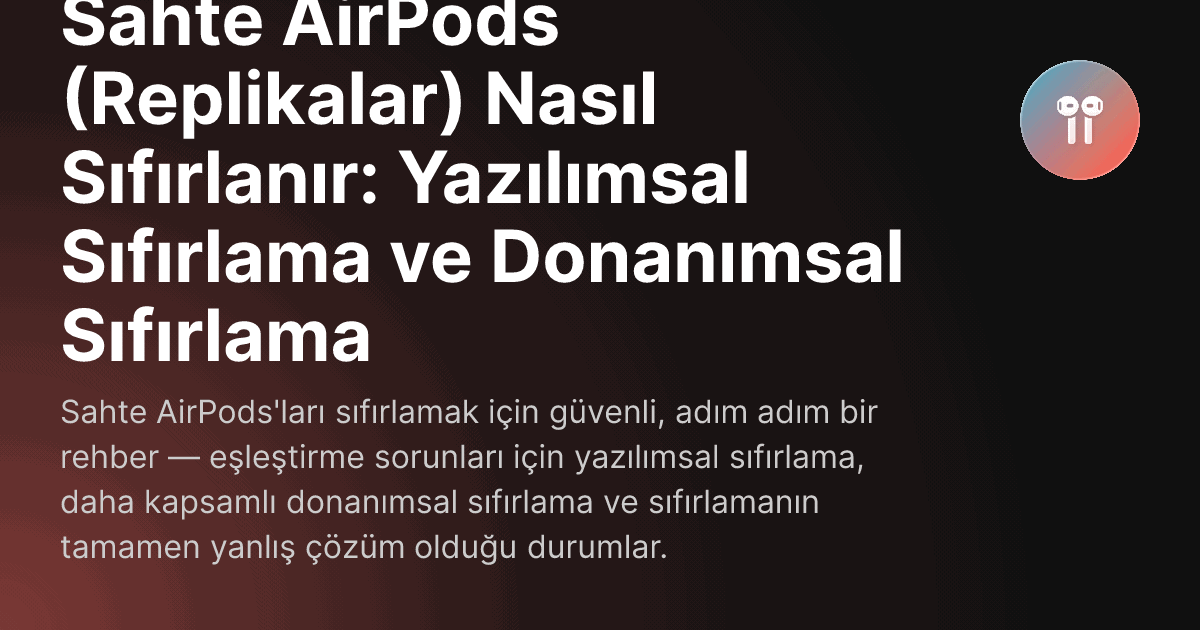 Sahte AirPods
(Replikalar) Nasıl
Sıfırlanır: Yazılımsal
Sıfırlama ve Donanımsal
Sıfırlama
Sahte AirPods'ları sıfırlamak için güvenli, adım adım bir
rehber — eşleştirme sorunları için yazılımsal sıfırlama,
daha kapsamlı donanımsal sıfırlama ve sıfırlamanın
tamamen yanlış çözüm olduğu durumlar.